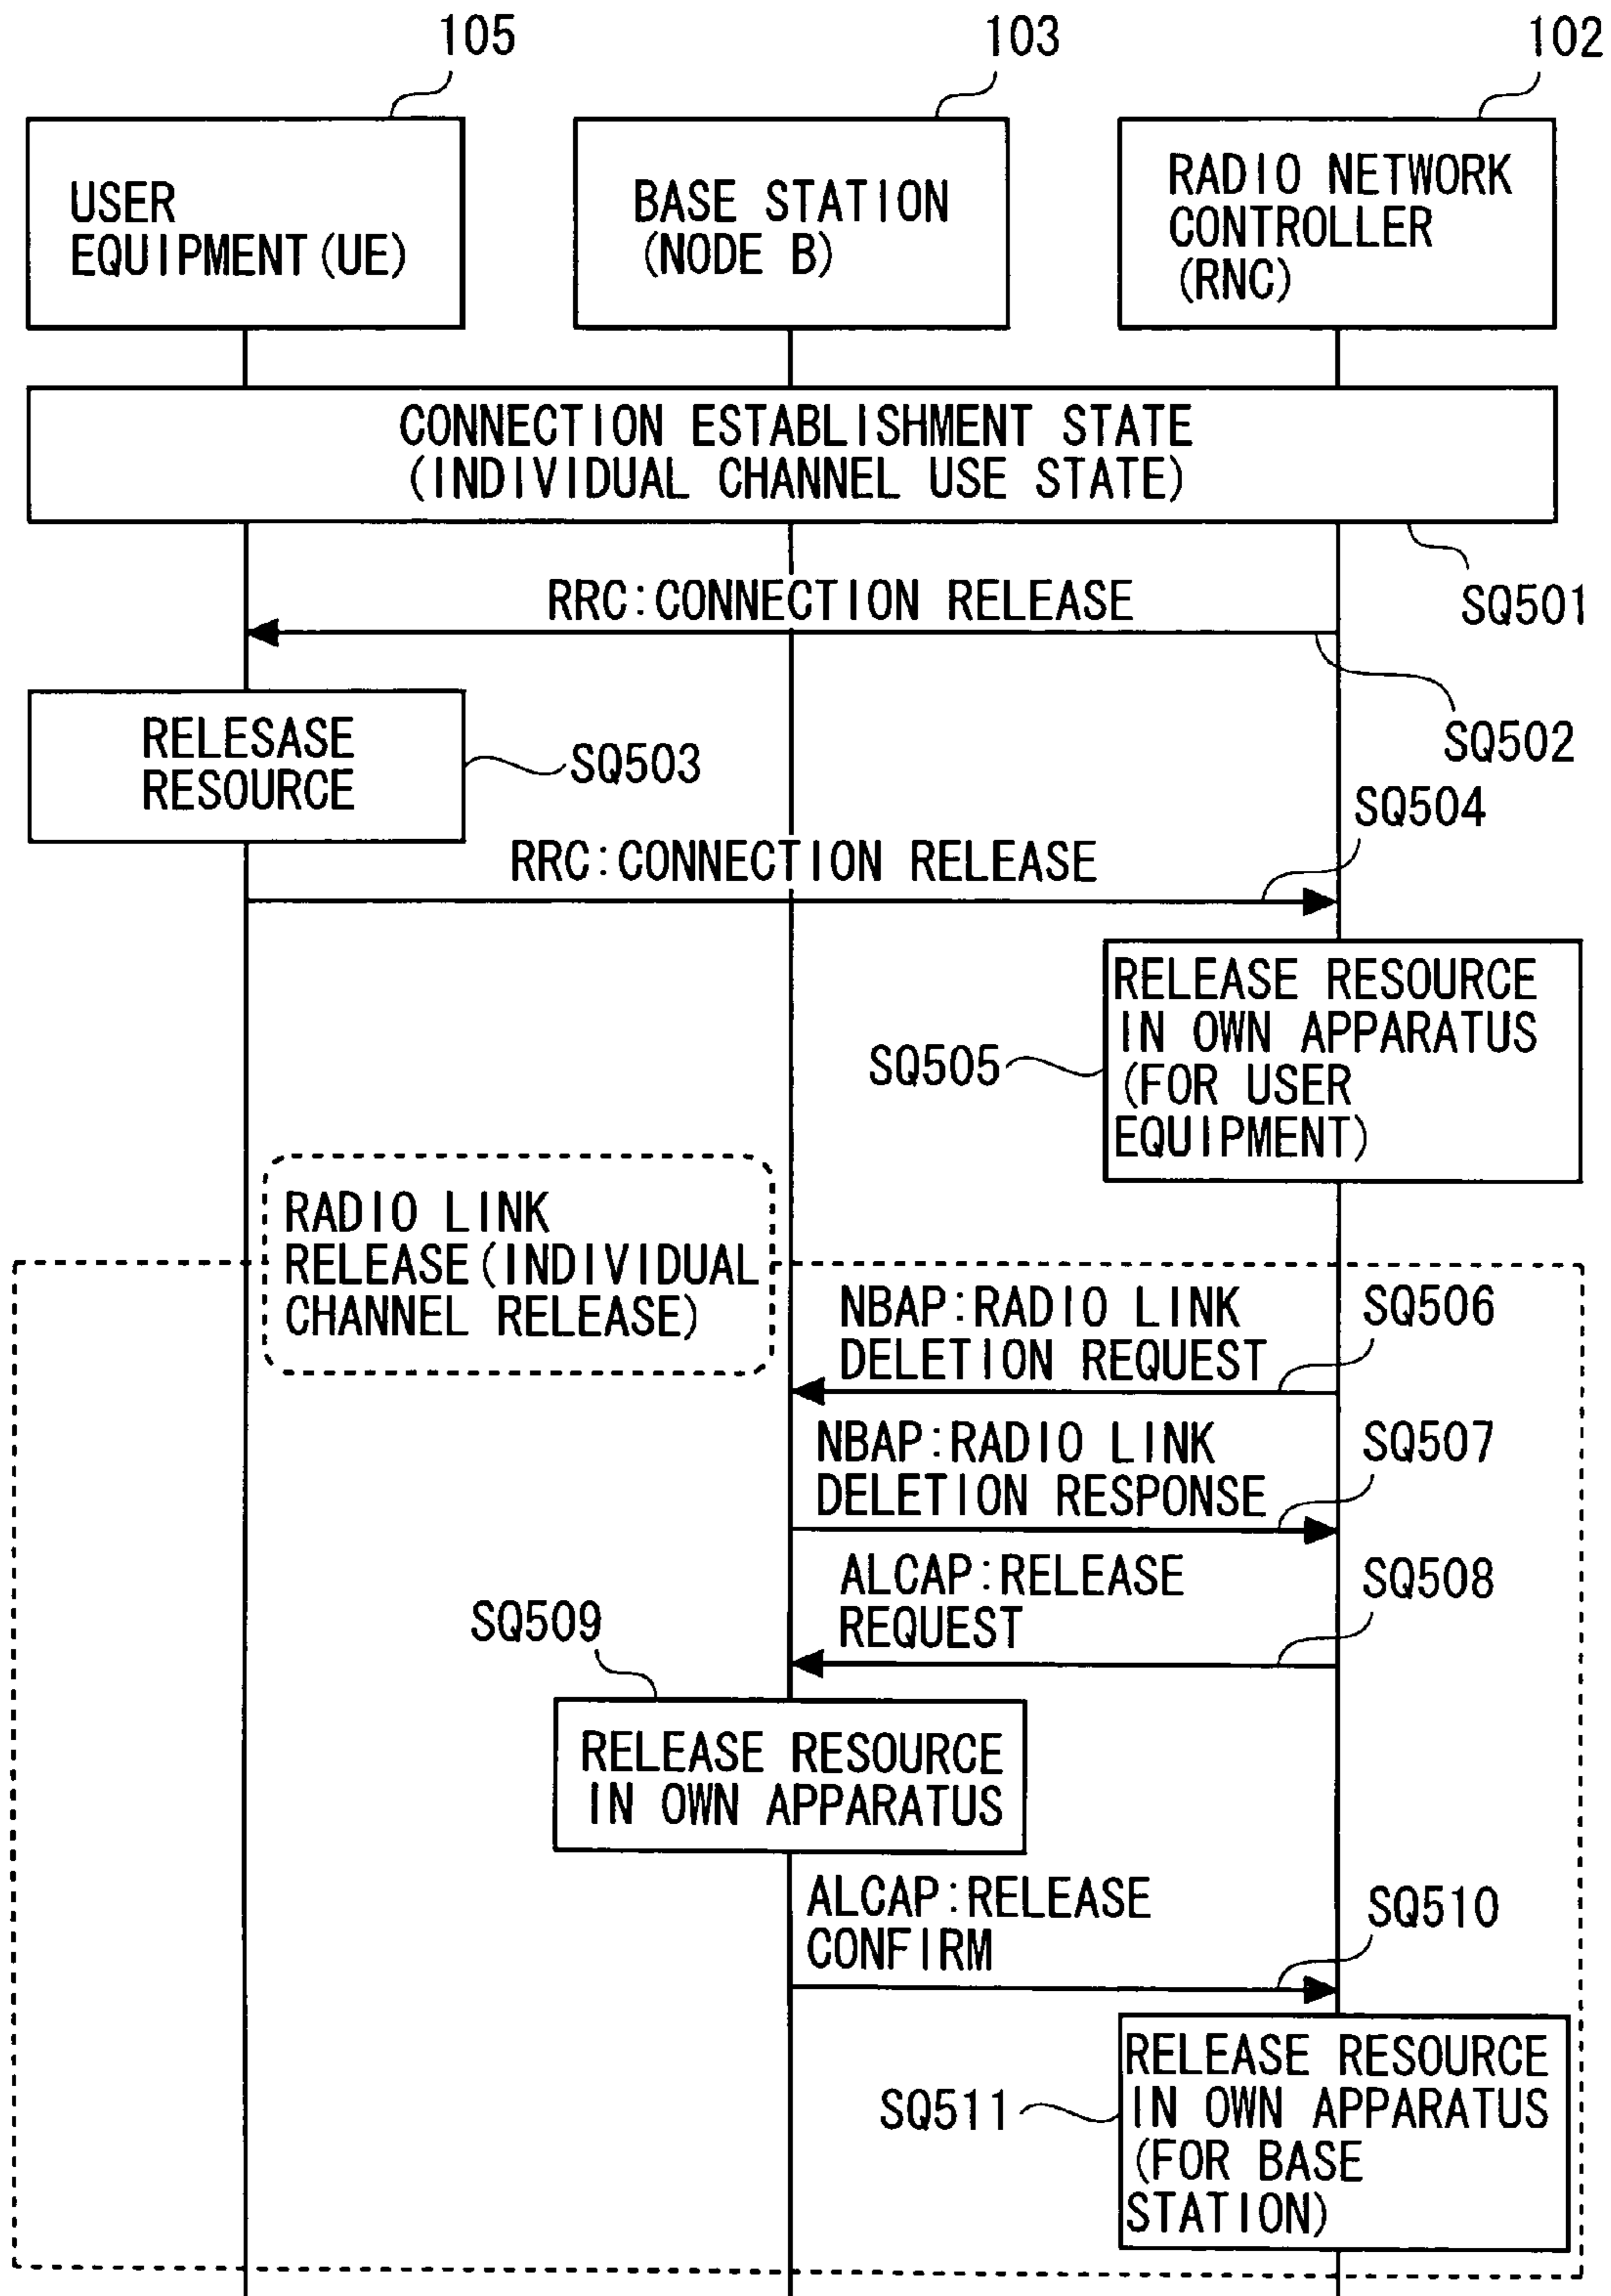 105
103
102
USER
EQUIPMENT(UE)
BASE STATION
(NODE B)
RADIO NETWORK
CONTROLLER
(RNC)
CONNECTION ESTABLISHMENT STATE
(INDIVIDUAL CHANNEL USE STATE)
SQ501
RRC:CONNECTION RELEASE
SQ502
RELESASE
RESOURCE
SQ503
SQ504
RRC:CONNECTION RELEASE
RELEASE RESOURCE
IN OWN APPARATUS
(FOR USER
EQUIPMENT)
SQ505
RADIO LINK
RELEASE(INDIVIDUAL
CHANNEL RELEASE)
NBAP:RADIO LINK
DELETION REQUEST
SQ506
NBAP:RADIO LINK
DELETION RESPONSE
SQ507
ALCAP:RELEASE
REQUEST
SQ508
SQ509
RELEASE RESOURCE
IN OWN APPARATUS
ALCAP:RELEASE
CONFIRM
SQ510
RELEASE RESOURCE
IN OWN APPARATUS
(FOR BASE
STATION)
SQ511